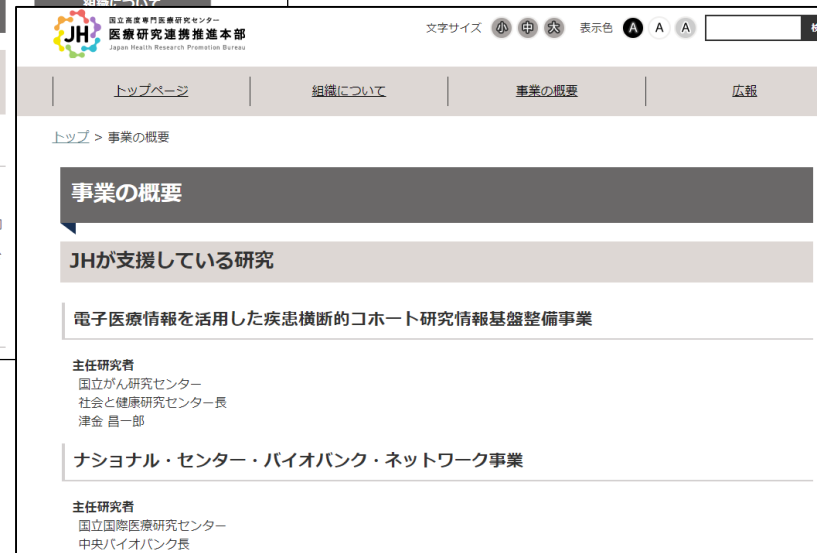 組織について
国立高度専門医療研究センター
JH 医療研究連携推進本部
Japan Health Research Promotion Bureau
文字サイズ 小 中 大 表示色 A A A
トップページ 組織について 事業の概要 広報
トップ > 事業の概要
事業の概要
JHが支援している研究
電子医療情報を活用した疾患横断的コホート研究情報基盤整備事業
主任研究者
国立がん研究センター
社会と健康研究センター長
津金 昌一郎
ナショナル・センター・バイオバンク・ネットワーク事業
主任研究者
国立国際医療研究センター
中央バイオバンク長